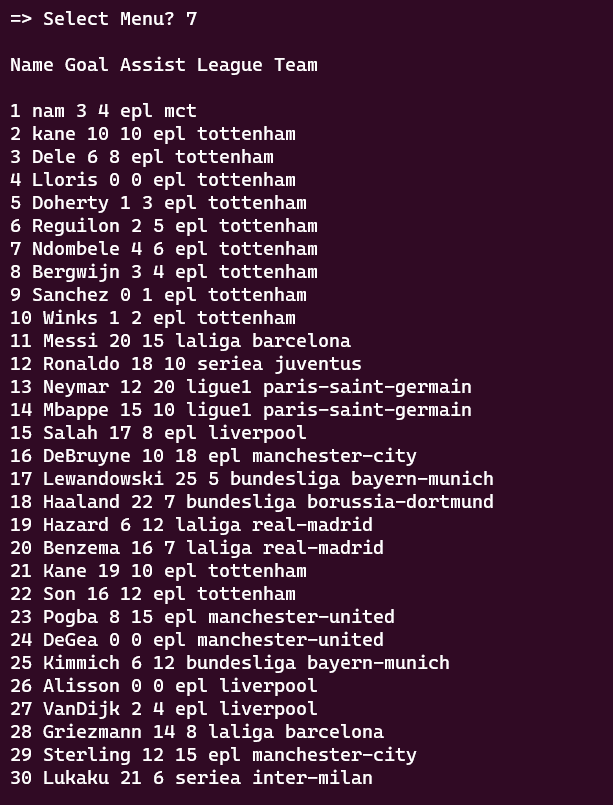 => Select Menu? 7
Name Goal Assist League Team
1 nam 3 4 epl mct
2 kane 10 10 epl tottenham
3 Dele 6 8 epl tottenham
4 Lloris 0 0 epl tottenham
5 Doherty 1 3 epl tottenham
6 Reguilon 2 5 epl tottenham
7 Ndombele 4 6 epl tottenham
8 Bergwijn 3 4 epl tottenham
9 Sanchez 0 1 epl tottenham
10 Winks 1 2 epl tottenham
11 Messi 20 15 laliga barcelona
12 Ronaldo 18 10 seriea juventus
13 Neymar 12 20 ligue1 paris-saint-germain
14 Mbappe 15 10 ligue1 paris-saint-germain
15 Salah 17 8 epl liverpool
16 DeBruyne 10 18 epl manchester-city
17 Lewandowski 25 5 bundesliga bayern-munich
18 Haaland 22 7 bundesliga borussia-dortmund
19 Hazard 6 12 laliga real-madrid
20 Benzema 16 7 laliga real-madrid
21 Kane 19 10 epl tottenham
22 Son 16 12 epl tottenham
23 Pogba 8 15 epl manchester-united
24 DeGea 0 0 epl manchester-united
25 Kimmich 6 12 bundesliga bayern-munich
26 Alisson 0 0 epl liverpool
27 VanDijk 2 4 epl liverpool
28 Griezmann 14 8 laliga barcelona
29 Sterling 12 15 epl manchester-city
30 Lukaku 21 6 seriea inter-milan